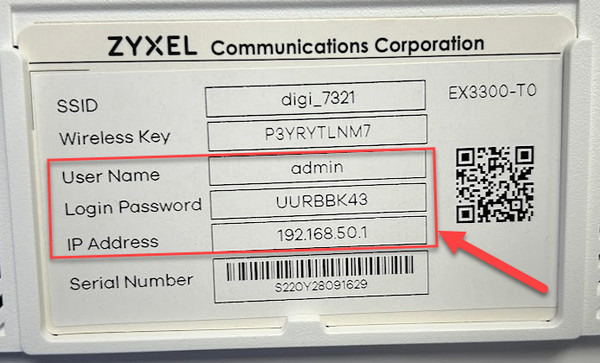 ZYXEL Communications Corporation
SSID digi_7321 EX3300-T0
Wireless Key P3YRYTLNM7
User Name admin
Login Password UURBBK43
IP Address 192.168.50.1
Serial Number S220Y28091629